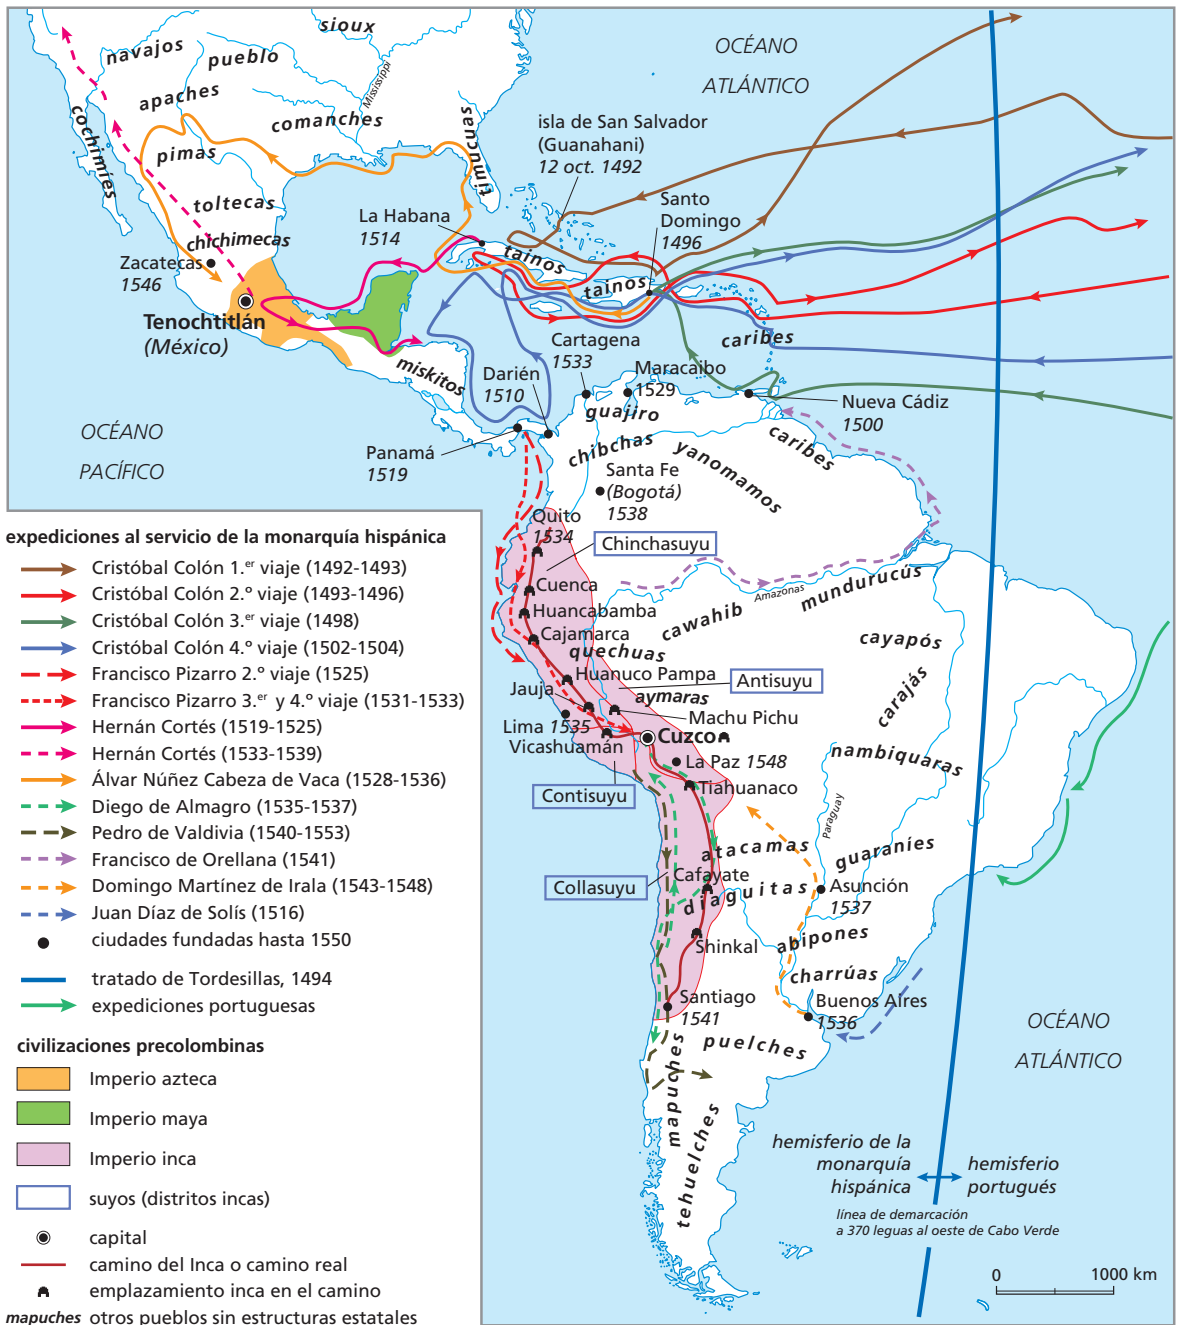 sioux
navajos
pueblo
Mississippi
apaches
comanches
cochimíes
pimas
timucuas
toltecas
chichimecas
Zacatecas
1546
Tenochtitlán
(México)
OCÉANO
ATLÁNTICO
isla de San Salvador
(Guanahani)
12 oct. 1492
La Habana
1514
Santo
Domingo
1496
tainos
tainos
caribes
miskitos
Cartagena
1533
Darién
1510
Maracaibo
1529
Nueva Cádiz
1500
Panamá
1519
OCÉANO
PACÍFICO
guajiro
chibchas
yanomamos
caribes
Santa Fe
(Bogotá)
1538
Quito
1534
Chinchasuyu
Cuenca
Huancabamba
Cajamarca
quechuas
Huanuco Pampa
Amazonas
mundurucús
cawahib
cayapós
carajás
Antisuyu
aymaras
Jauja
Machu Pichu
Lima 1535
Vicashuamán
Cuzco
La Paz 1548
nambiquaras
Contisuyu
Tiahuanaco
Paraguay
atacamas
guaraníes
Collasuyu
Cafayate
diaguitas
Asunción
1537
abipones
Shinkal
charrúas
Santiago
1541
Buenos Aires
1536
puelches
mapuches
tehuelches
OCÉANO
ATLÁNTICO
hemisferio de la
monarquía
hispánica
hemisferio
portugués
línea de demarcación
a 370 leguas al oeste de Cabo Verde
0 1000 km
expediciones al servicio de la monarquía hispánica
Cristóbal Colón 1.er viaje (1492-1493)
Cristóbal Colón 2.º viaje (1493-1496)
Cristóbal Colón 3.er viaje (1498)
Cristóbal Colón 4.º viaje (1502-1504)
Francisco Pizarro 2.º viaje (1525)
Francisco Pizarro 3.er y 4.º viaje (1531-1533)
Hernán Cortés (1519-1525)
Hernán Cortés (1533-1539)
Álvar Núñez Cabeza de Vaca (1528-1536)
Diego de Almagro (1535-1537)
Pedro de Valdivia (1540-1553)
Francisco de Orellana (1541)
Domingo Martínez de Irala (1543-1548)
Juan Díaz de Solís (1516)
ciudades fundadas hasta 1550
tratado de Tordesillas, 1494
expediciones portuguesas
civilizaciones precolombinas
Imperio azteca
Imperio maya
Imperio inca
suyos (distritos incas)
capital
camino del Inca o camino real
emplazamiento inca en el camino
mapuches otros pueblos sin estructuras estatales